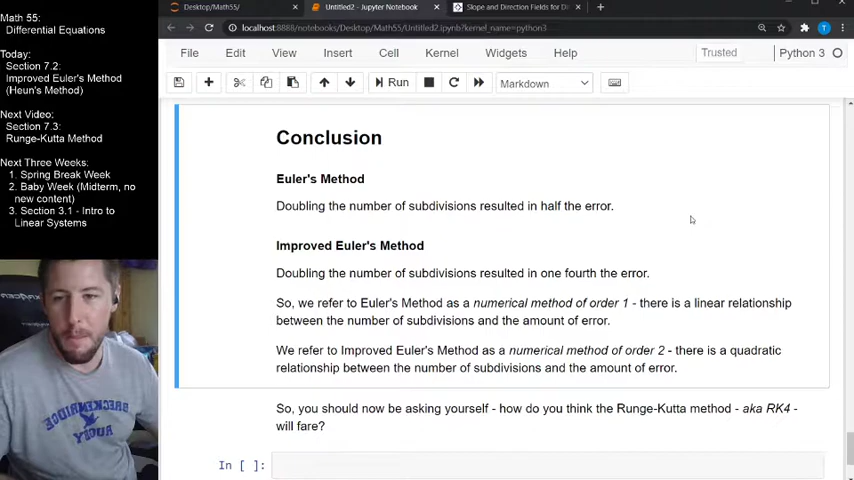 Math 55:
Differential Equations
Today:
Section 7.2:
Improved Euler's Method
(Heun's Method)
Next Video:
Section 7.3:
Runge-Kutta Method
Next Three Weeks:
1. Spring Break Week
2. Baby Week (Midterm, no
new content)
3. Section 3.1 - Intro to
Linear Systems
Desktop/Math55/
Untitled2 - Jupyter Notebook
Slope and Direction Fields for Di
localhost:8888/notebooks/Desktop/Math55/Untitled2.ipynb?kernel_name=python3
T
File Edit View Insert Cell Kernel Widgets Help
Trusted
Python 3
Run
Markdown
Conclusion
Euler's Method
Doubling the number of subdivisions resulted in half the error.
Improved Euler's Method
Doubling the number of subdivisions resulted in one fourth the error.
So, we refer to Euler's Method as a numerical method of order 1 - there is a linear relationship
between the number of subdivisions and the amount of error.
We refer to Improved Euler's Method as a numerical method of order 2 - there is a quadratic
relationship between the number of subdivisions and the amount of error.
So, you should now be asking yourself - how do you think the Runge-Kutta method - aka RK4 -
will fare?
In [ ]:
BRECKENRIDGE
RUGBY